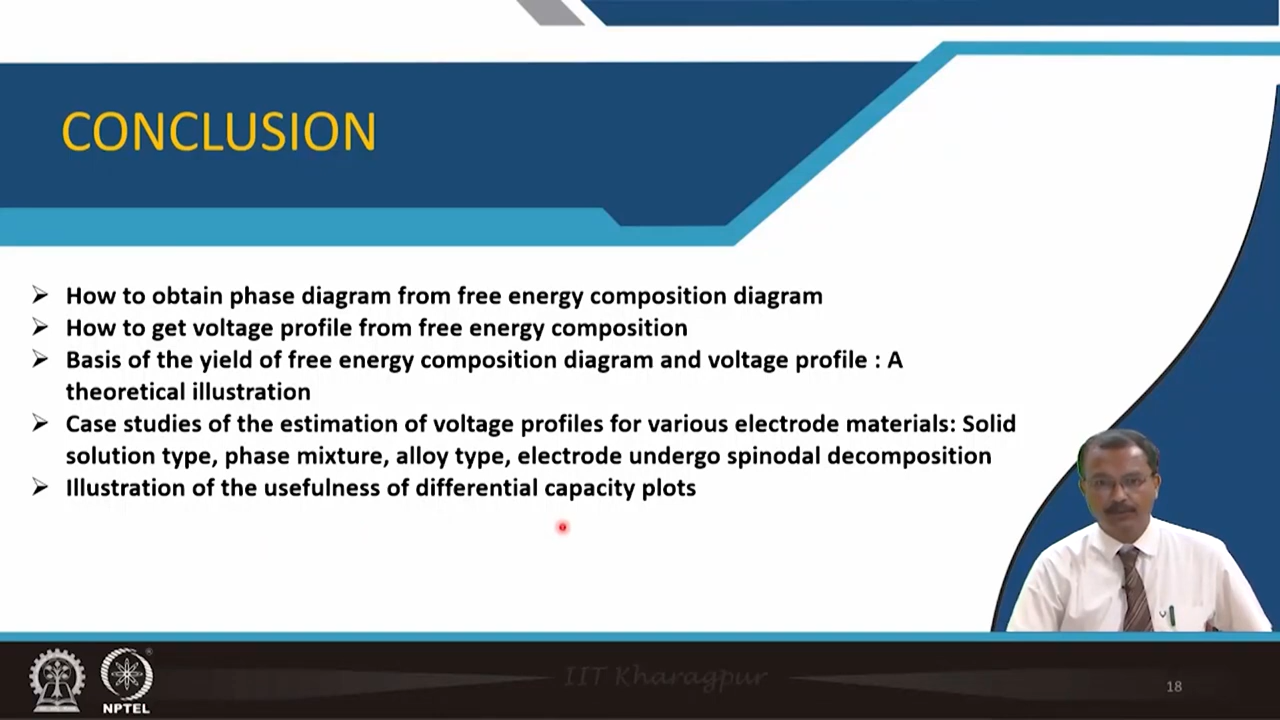 CONCLUSION
➢ How to obtain phase diagram from free energy composition diagram
➢ How to get voltage profile from free energy composition
➢ Basis of the yield of free energy composition diagram and voltage profile : A
theoretical illustration
➢ Case studies of the estimation of voltage profiles for various electrode materials: Solid
solution type, phase mixture, alloy type, electrode undergo spinodal decomposition
➢ Illustration of the usefulness of differential capacity plots
IIT Kharagpur
NPTEL
18